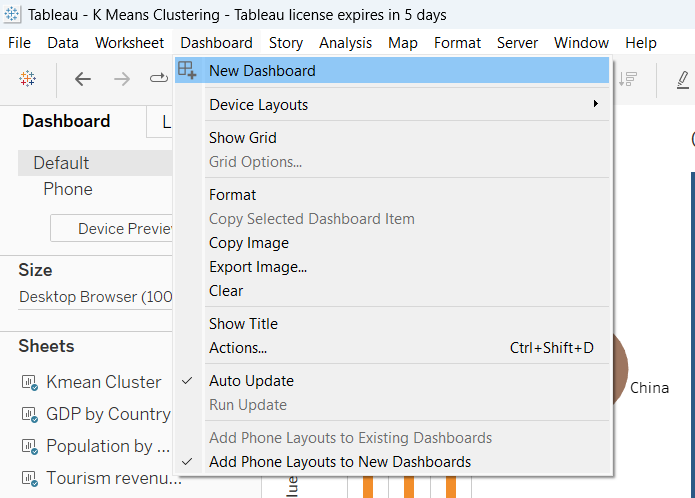 Tableau - K Means Clustering - Tableau license expires in 5 days
File Data Worksheet Dashboard Story Analysis Map Format Server Window Help
New Dashboard
Device Layouts
Show Grid
Grid Options...
Format
Copy Selected Dashboard Item
Copy Image
Export Image...
Clear
Show Title
Actions... Ctrl+Shift+D
Auto Update
Run Update
Add Phone Layouts to Existing Dashboards
Add Phone Layouts to New Dashboards
Dashboard L
Default
Phone
Device Preview
Size
Desktop Browser (100
Sheets
Kmean Cluster
GDP by Country
Population by ...
Tourism revenu...
China
lue